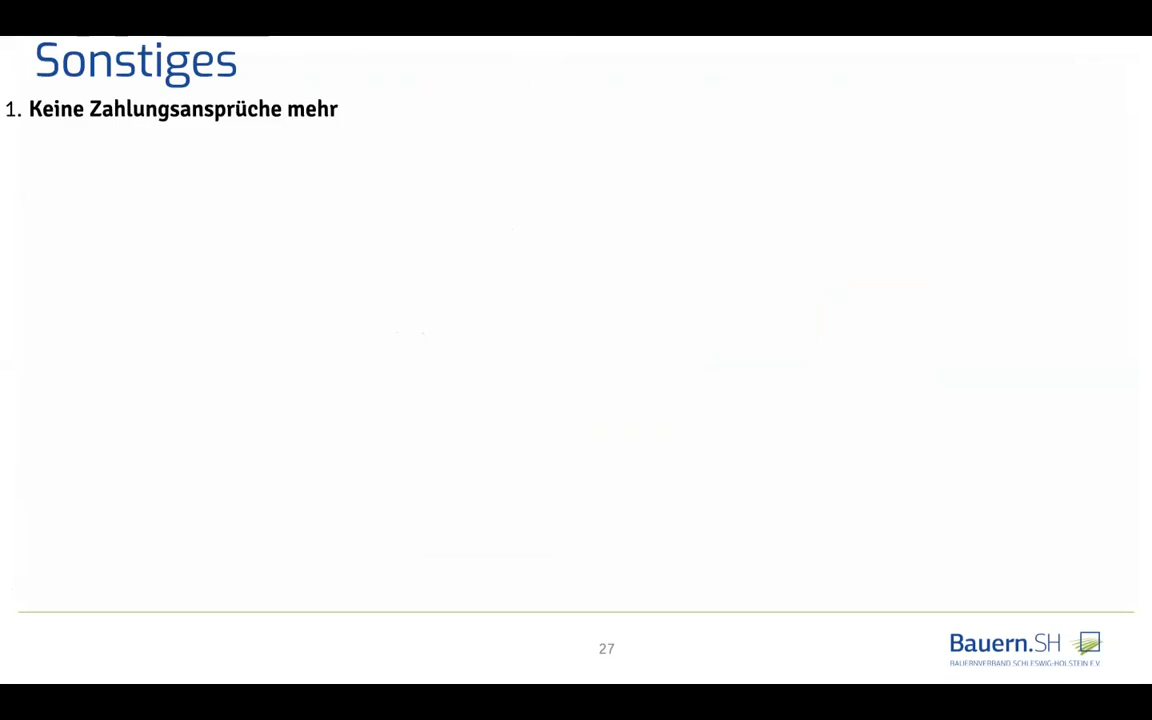 Sonstiges
1. Keine Zahlungsansprüche mehr
27
Bauern.SH
BAUERNVERBAND SCHLESWIG-HOLSTEIN E.V.